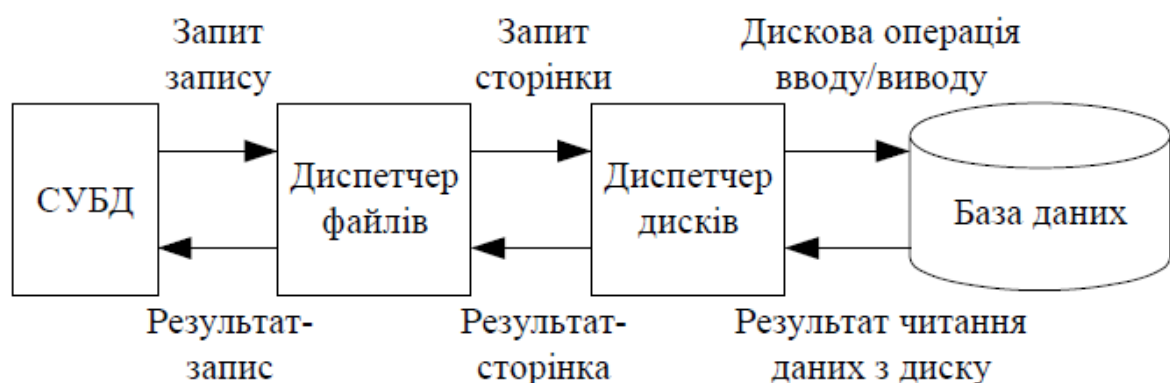 Запит
запису
Запит
сторінки
Дискова операція
вводу/виводу
СУБД
Диспетчер
файлів
Диспетчер
дисків
База даних
Результат-
запис
Результат-
сторінка
Результат читання
даних з диску